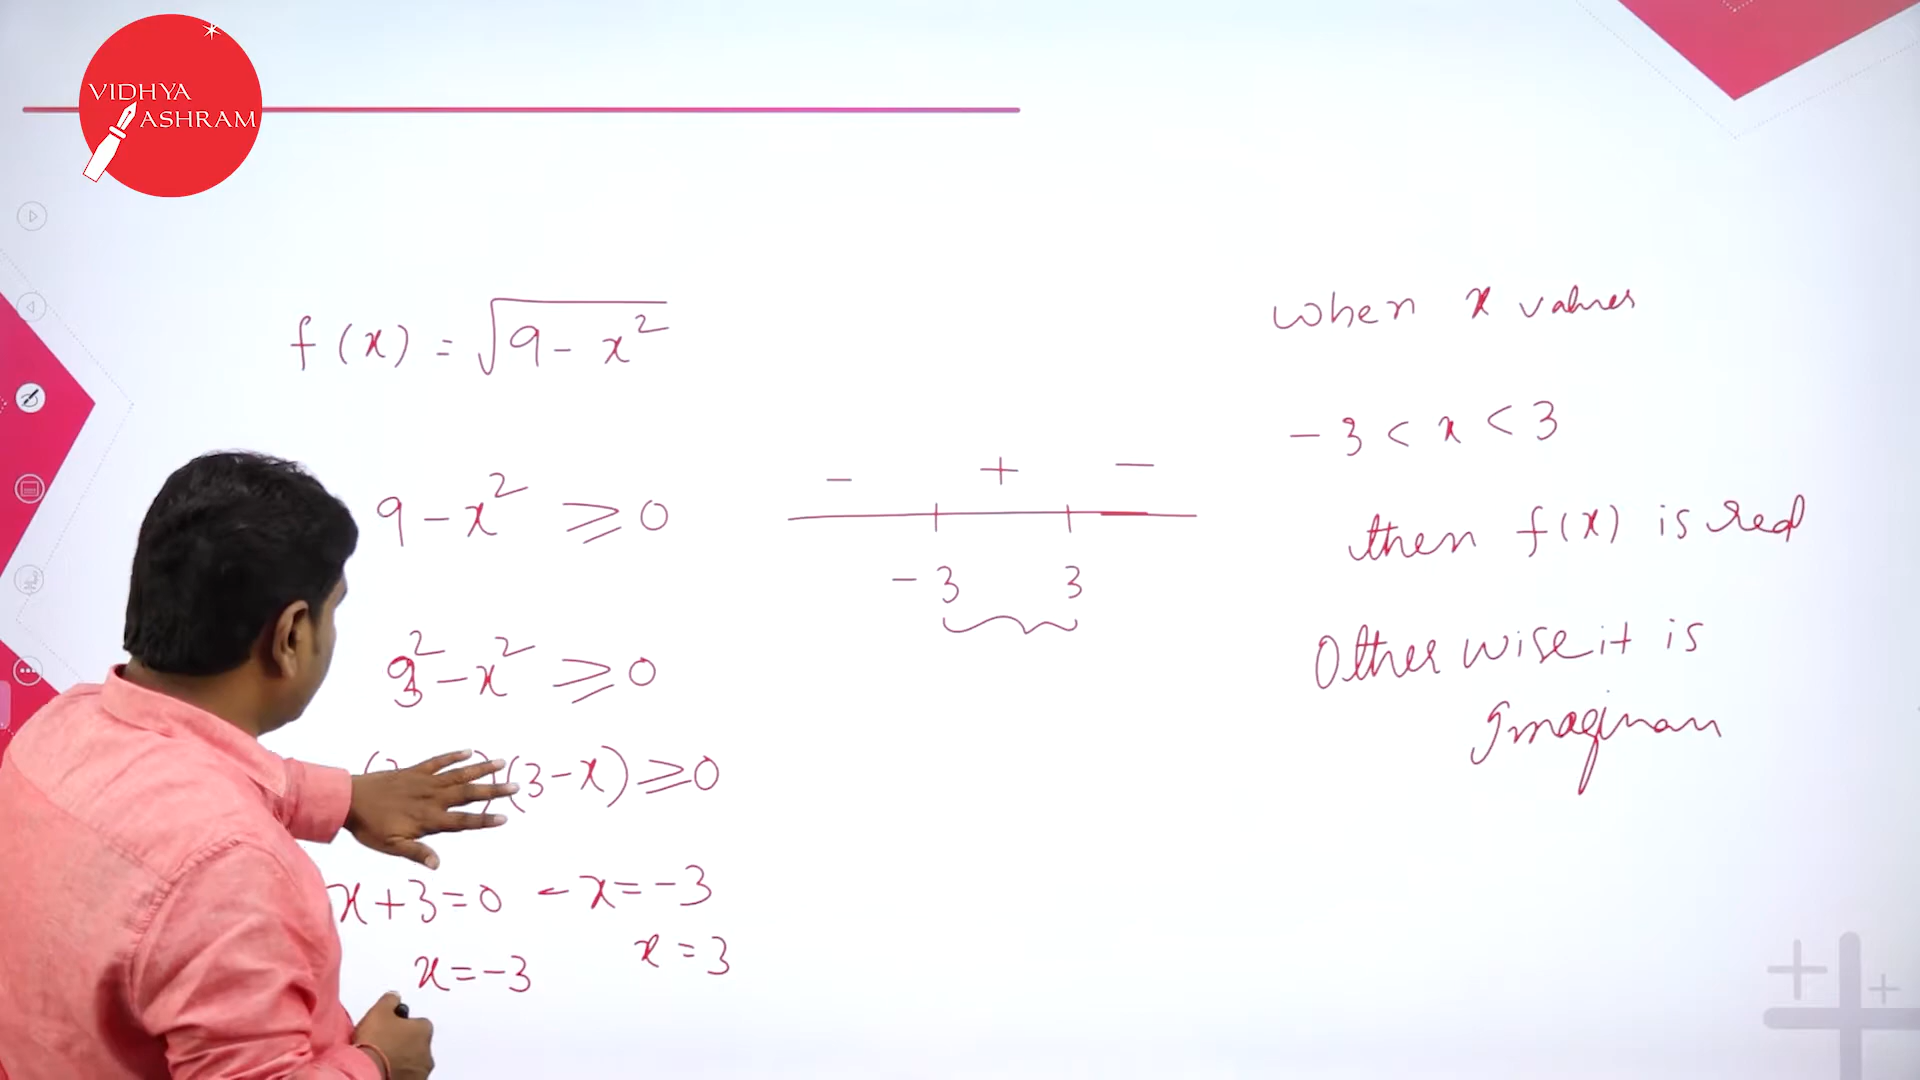 VIDHYA
ASHRAM
f(x) = √(9 - x²)
9 - x² ⩾ 0
3² - x² ⩾ 0
(3-x) ⩾ 0
x+3=0 - x=-3
x=-3 x=3
- + -
-3 3
when x values
-3 < x < 3
then f(x) is real
Otherwise it is